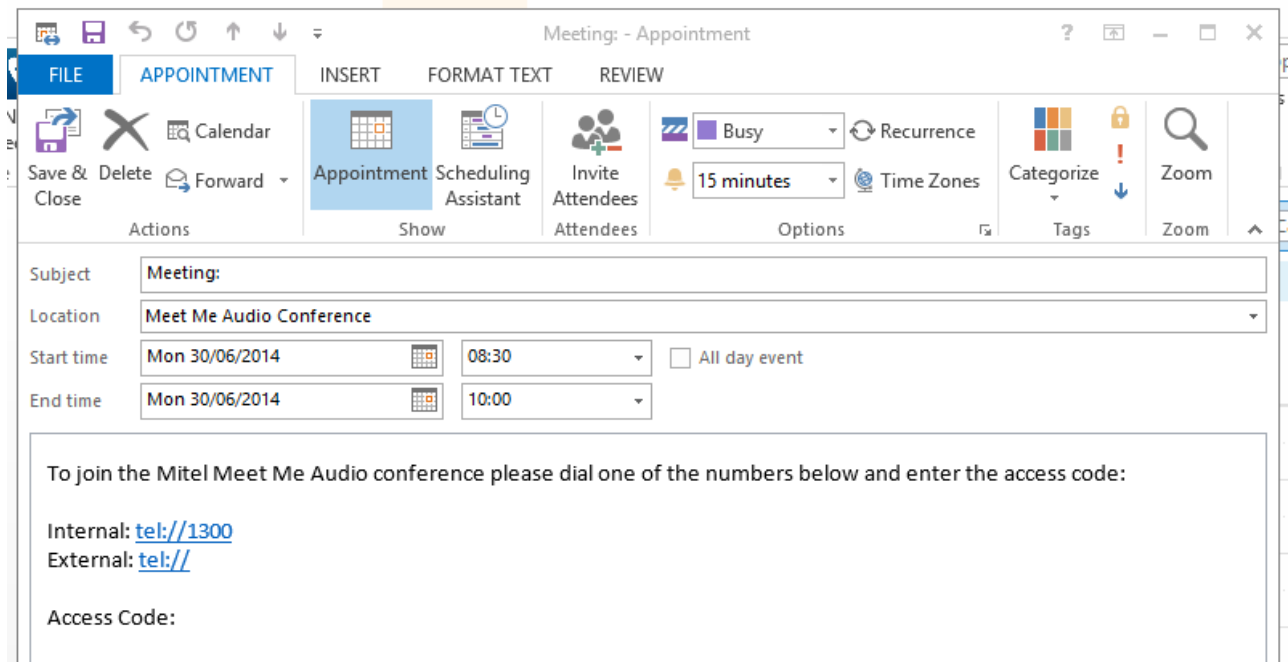 Meeting: - Appointment
FILE APPOINTMENT INSERT FORMAT TEXT REVIEW
Save & Close
Delete
Calendar
Forward
Actions
Appointment
Scheduling Assistant
Show
Invite Attendees
Attendees
Busy
Recurrence
15 minutes
Time Zones
Options
Categorize
Tags
Zoom
Zoom
Subject Meeting:
Location Meet Me Audio Conference
Start time Mon 30/06/2014 08:30 All day event
End time Mon 30/06/2014 10:00
To join the Mitel Meet Me Audio conference please dial one of the numbers below and enter the access code:
Internal: tel://1300
External: tel://
Access Code: